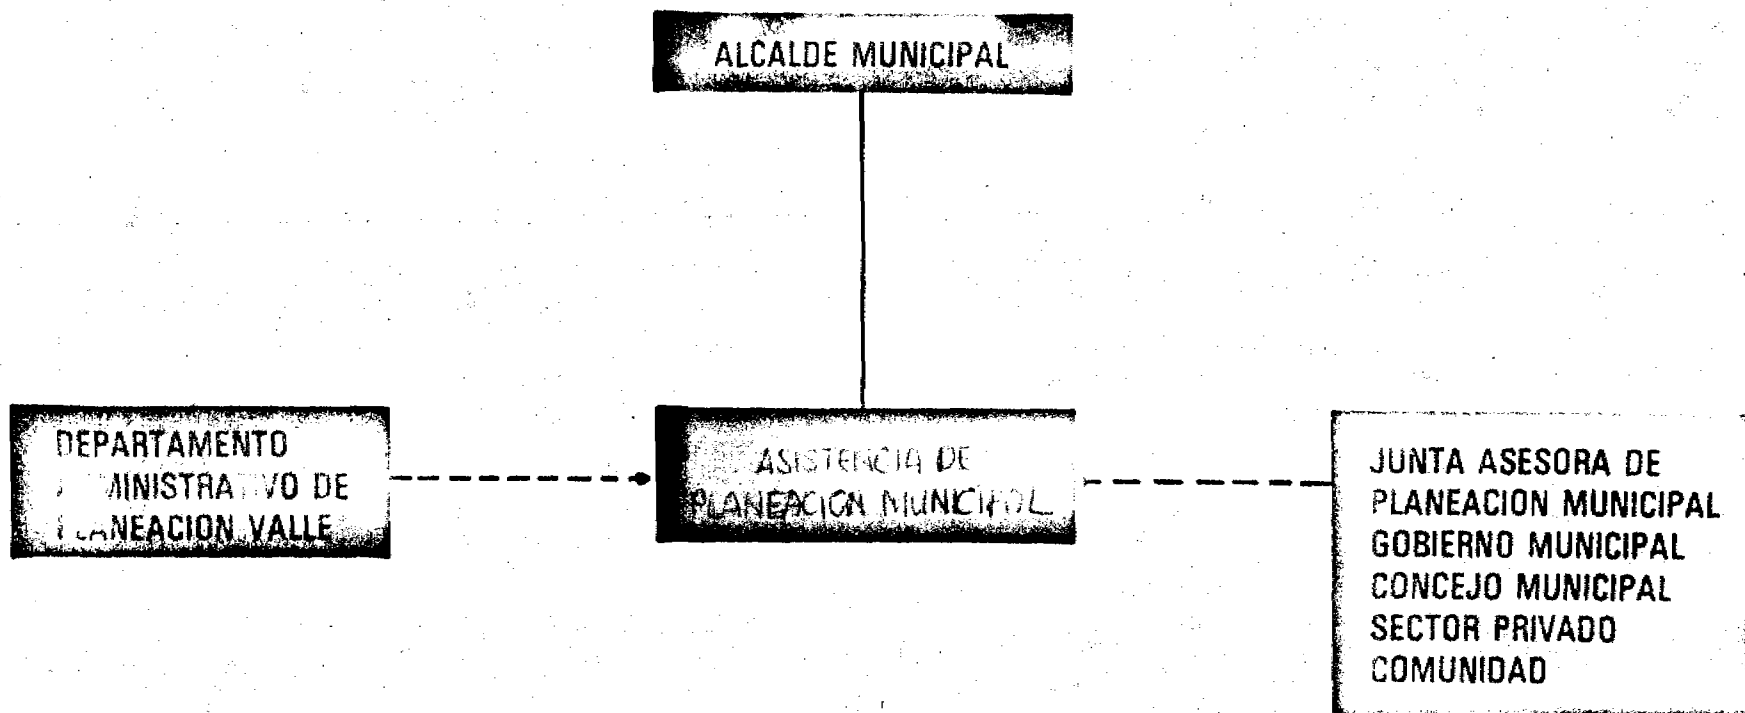 ALCALDE MUNICIPAL
DEPARTAMENTO
ADMINISTRATIVO DE
PLANEACION VALLE
ASISTENCIA DE
PLANEACION MUNICIPAL
JUNTA ASESORA DE
PLANEACION MUNICIPAL
GOBIERNO MUNICIPAL
CONCEJO MUNICIPAL
SECTOR PRIVADO
COMUNIDAD